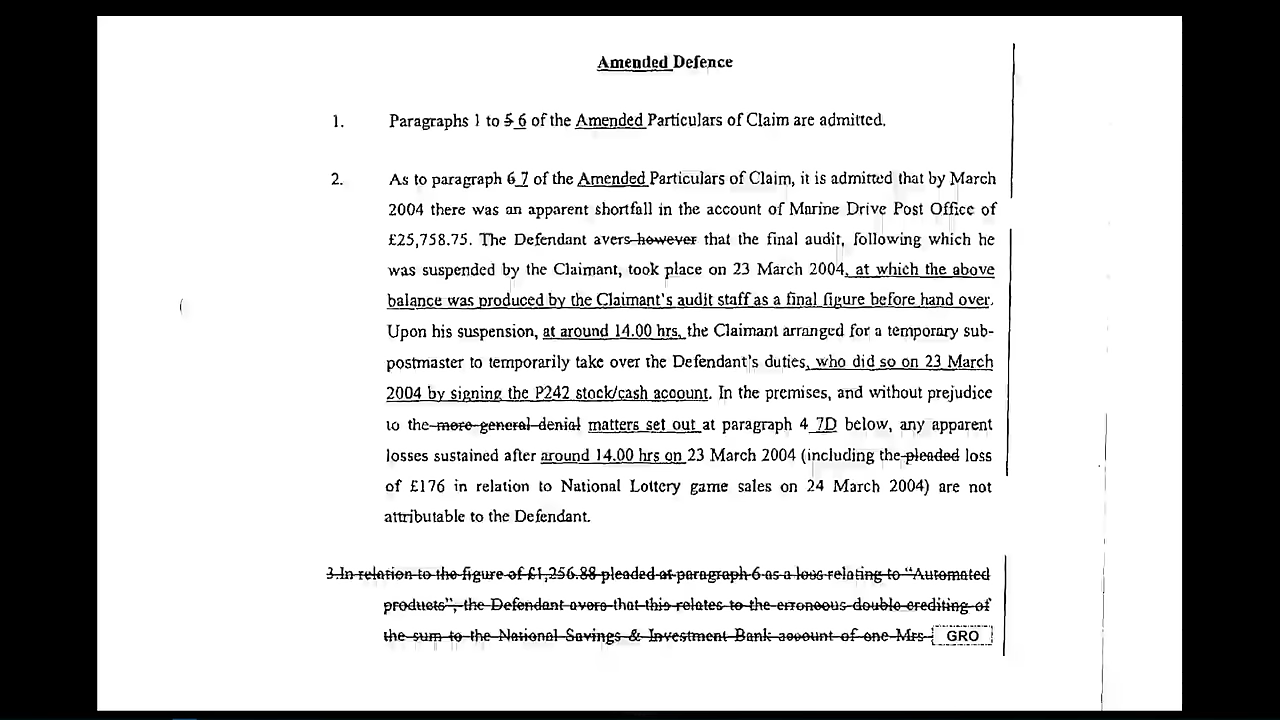 Amended Defence
1. Paragraphs 1 to 5 6 of the Amended Particulars of Claim are admitted.
2. As to paragraph 6 7 of the Amended Particulars of Claim, it is admitted that by March
2004 there was an apparent shortfall in the account of Marine Drive Post Office of
£25,758.75. The Defendant avers however that the final audit, following which he
was suspended by the Claimant, took place on 23 March 2004, at which the above
balance was produced by the Claimant's audit staff as a final figure before hand over.
Upon his suspension, at around 14.00 hrs, the Claimant arranged for a temporary sub-
postmaster to temporarily take over the Defendant's duties, who did so on 23 March
2004 by signing the P242 stock/cash account. In the premises, and without prejudice
to the more general denial matters set out at paragraph 4 7D below, any apparent
losses sustained after around 14.00 hrs on 23 March 2004 (including the pleaded loss
of £176 in relation to National Lottery game sales on 24 March 2004) are not
attributable to the Defendant.
3.In relation to the figure of £1,256.88 pleaded at paragraph 6 as a loss relating to "Automated
products", the Defendant avers that this relates to the erroneous double crediting of
the sum to the National Savings & Investment Bank account of one Mrs GRO